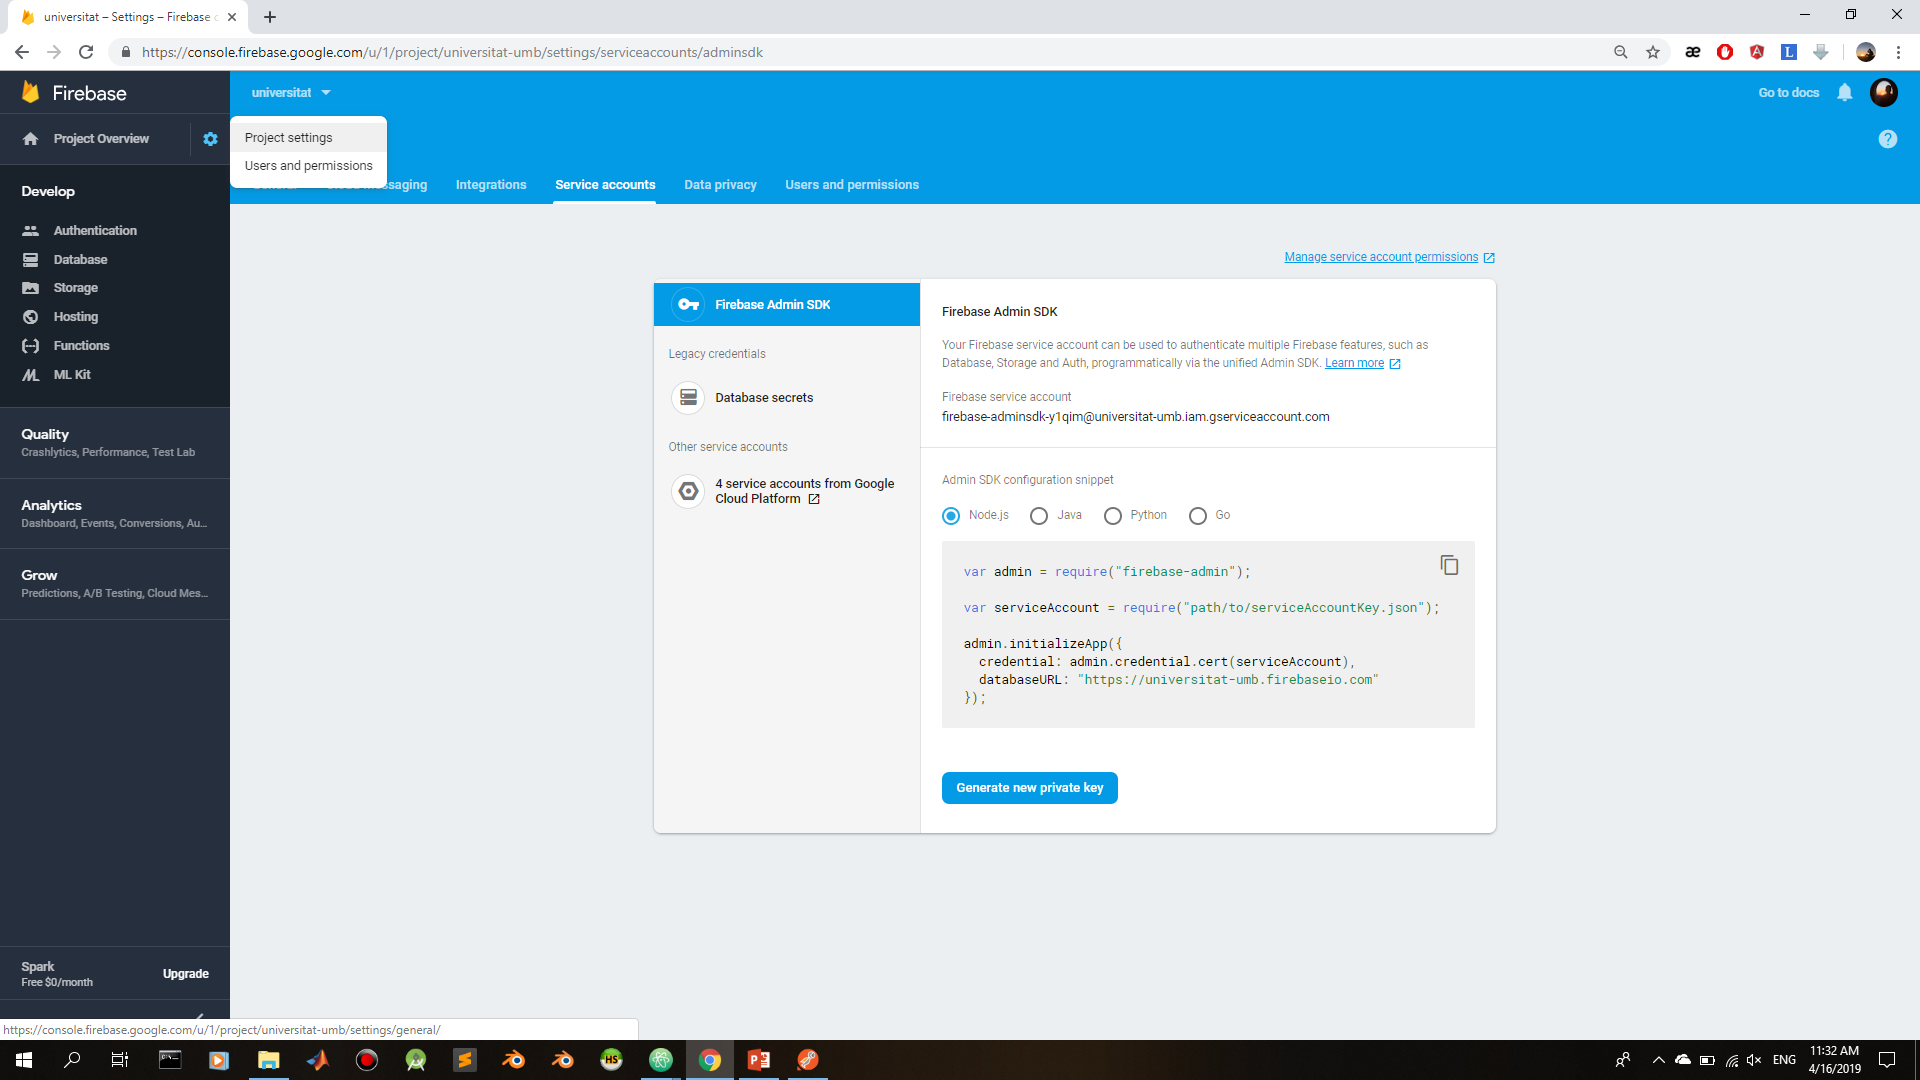 universitat – Settings – Firebase c
https://console.firebase.google.com/u/1/project/universitat-umb/settings/serviceaccounts/adminsdk
Firebase
universitat
Go to docs
Project Overview
Project settings
Users and permissions
Integrations
Service accounts
Data privacy
Users and permissions
Develop
Authentication
Database
Storage
Hosting
Functions
ML Kit
Quality
Crashlytics, Performance, Test Lab
Analytics
Dashboard, Events, Conversions, Au...
Grow
Predictions, A/B Testing, Cloud Mes...
Spark
Free $0/month
Upgrade
Manage service account permissions
Firebase Admin SDK
Legacy credentials
Database secrets
Other service accounts
4 service accounts from Google
Cloud Platform
Firebase Admin SDK
Your Firebase service account can be used to authenticate multiple Firebase features, such as
Database, Storage and Auth, programmatically via the unified Admin SDK. Learn more
Firebase service account
firebase-adminsdk-y1qim@universitat-umb.iam.gserviceaccount.com
Admin SDK configuration snippet
Node.js Java Python Go
var admin = require("firebase-admin");
var serviceAccount = require("path/to/serviceAccountKey.json");
admin.initializeApp({
credential: admin.credential.cert(serviceAccount),
databaseURL: "https://universitat-umb.firebaseio.com"
});
Generate new private key
https://console.firebase.google.com/u/1/project/universitat-umb/settings/general/
ENG
11:32 AM
4/16/2019